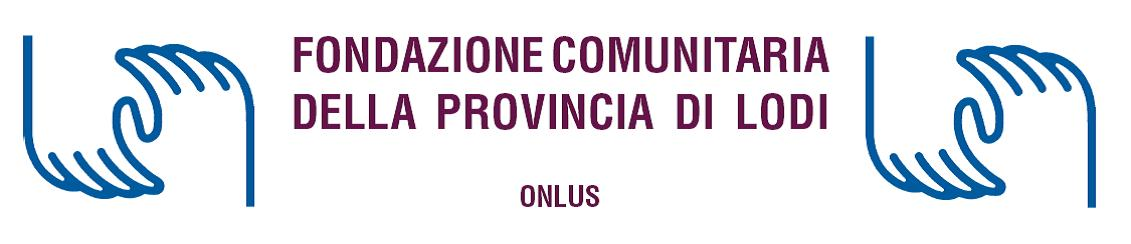 FONDAZIONE COMUNITARIA
DELLA PROVINCIA DI LODI
ONLUS